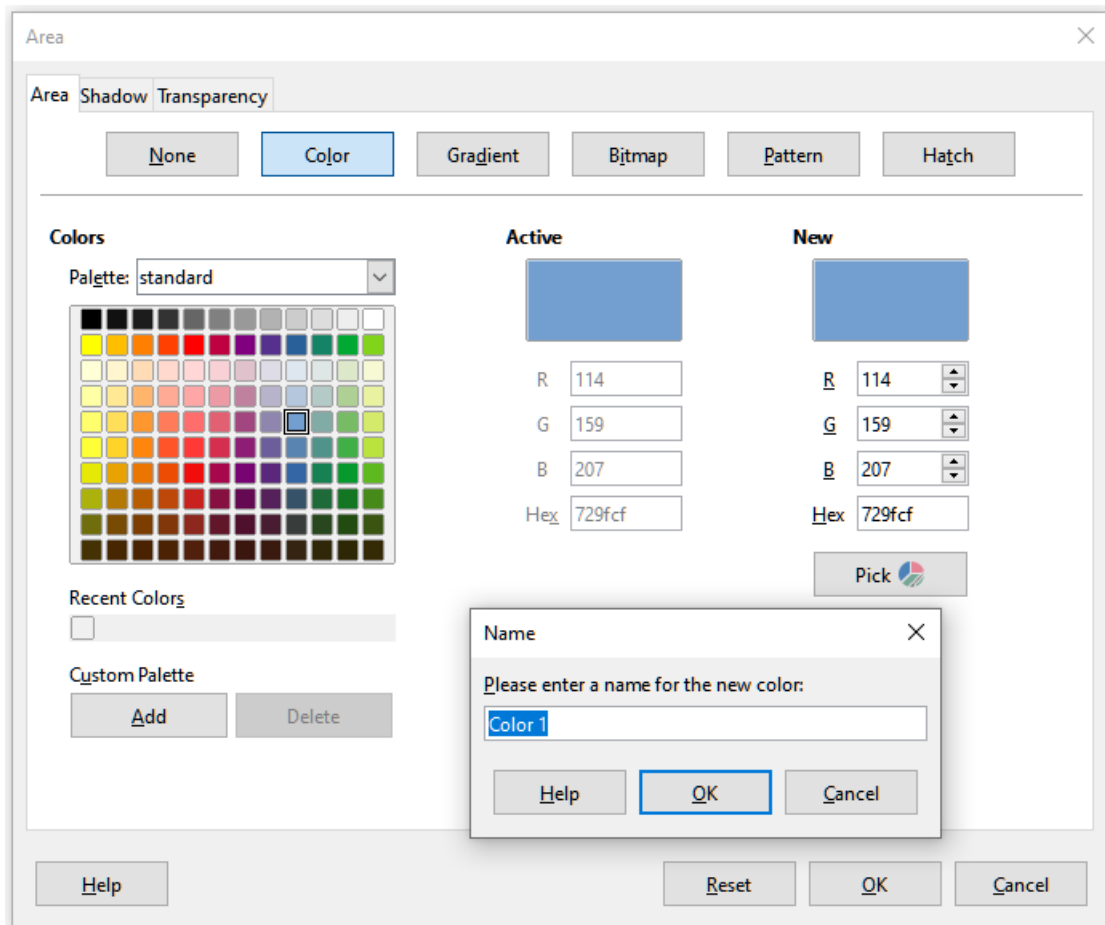 Area
Area Shadow Transparency
None Color Gradient Bitmap Pattern Hatch
Colors Active New
Palette: standard
R 114 R 114
G 159 G 159
B 207 B 207
Hex 729fcf Hex 729fcf
Pick
Recent Colors
Custom Palette
Add Delete
Name
Please enter a name for the new color:
Color 1
Help OK Cancel
Help Reset OK Cancel